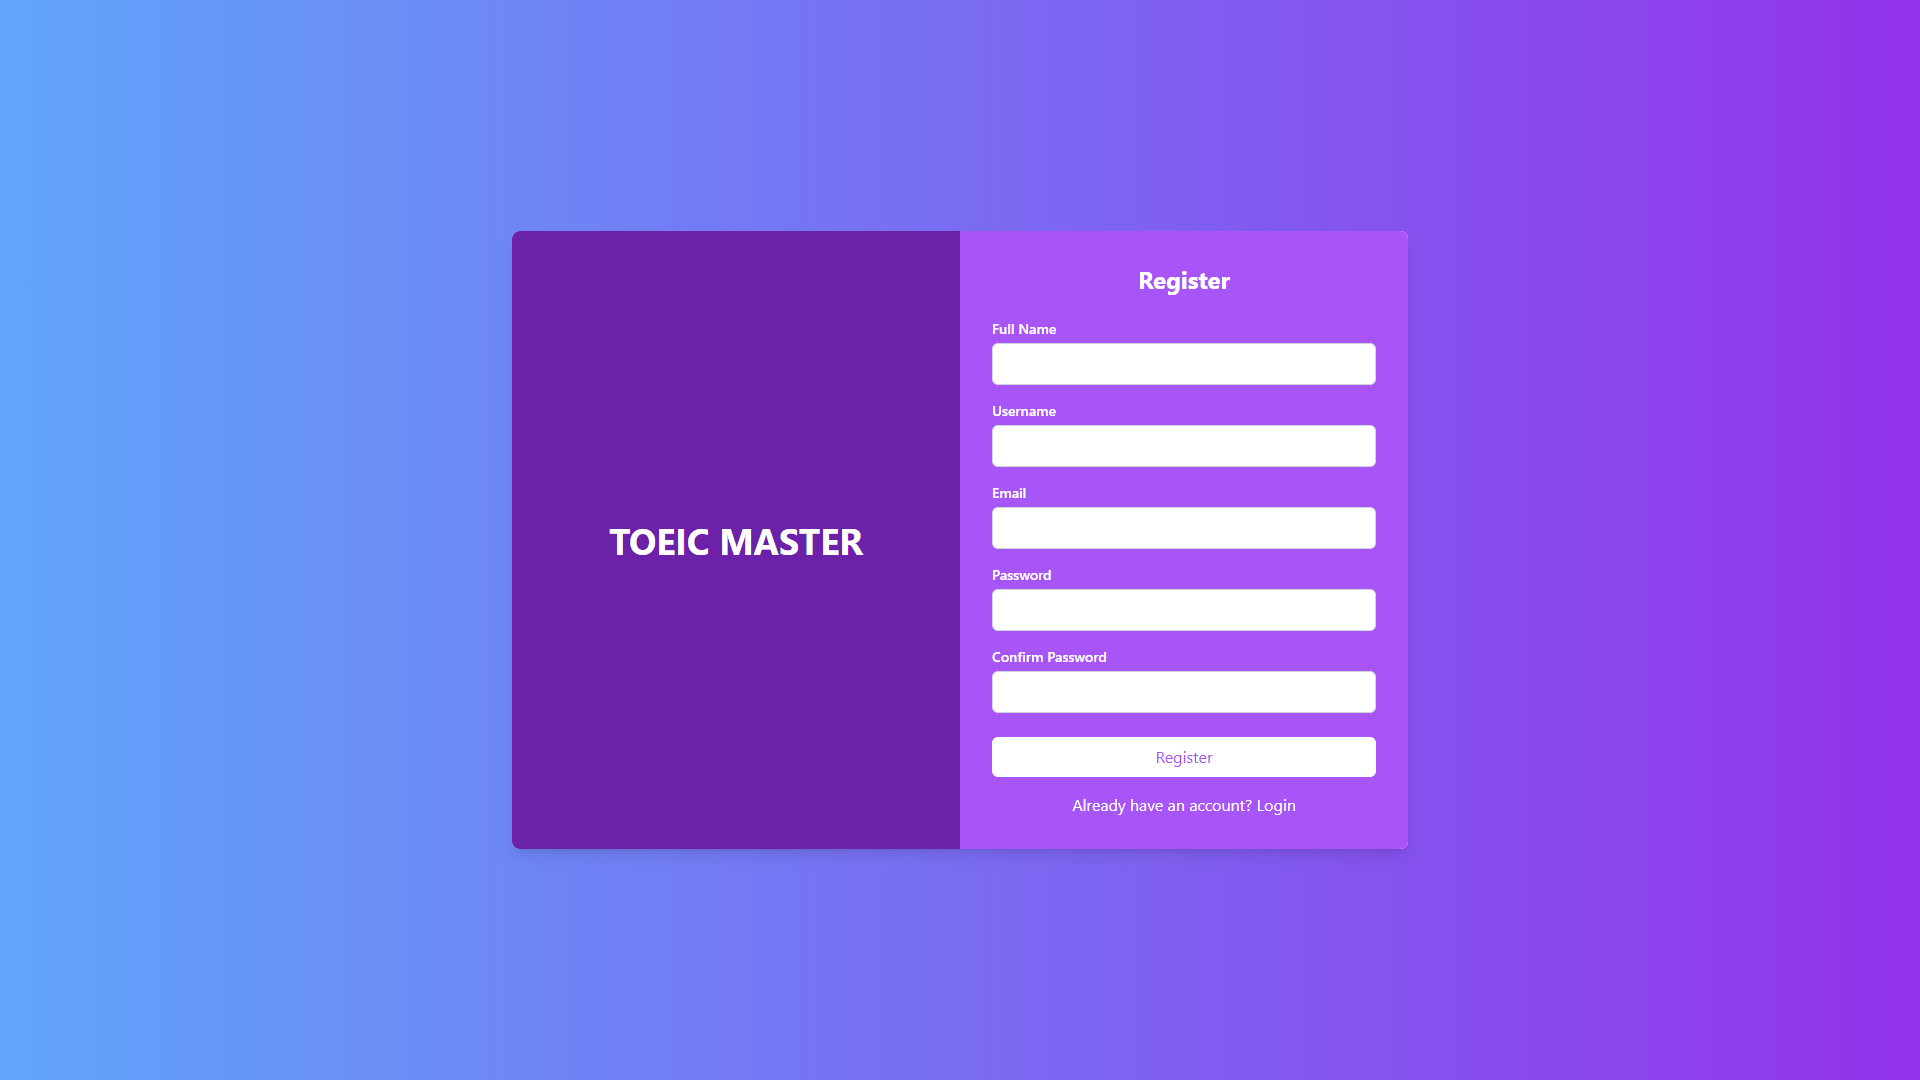 TOEIC MASTER
Register
Full Name
Username
Email
Password
Confirm Password
Register
Already have an account? Login